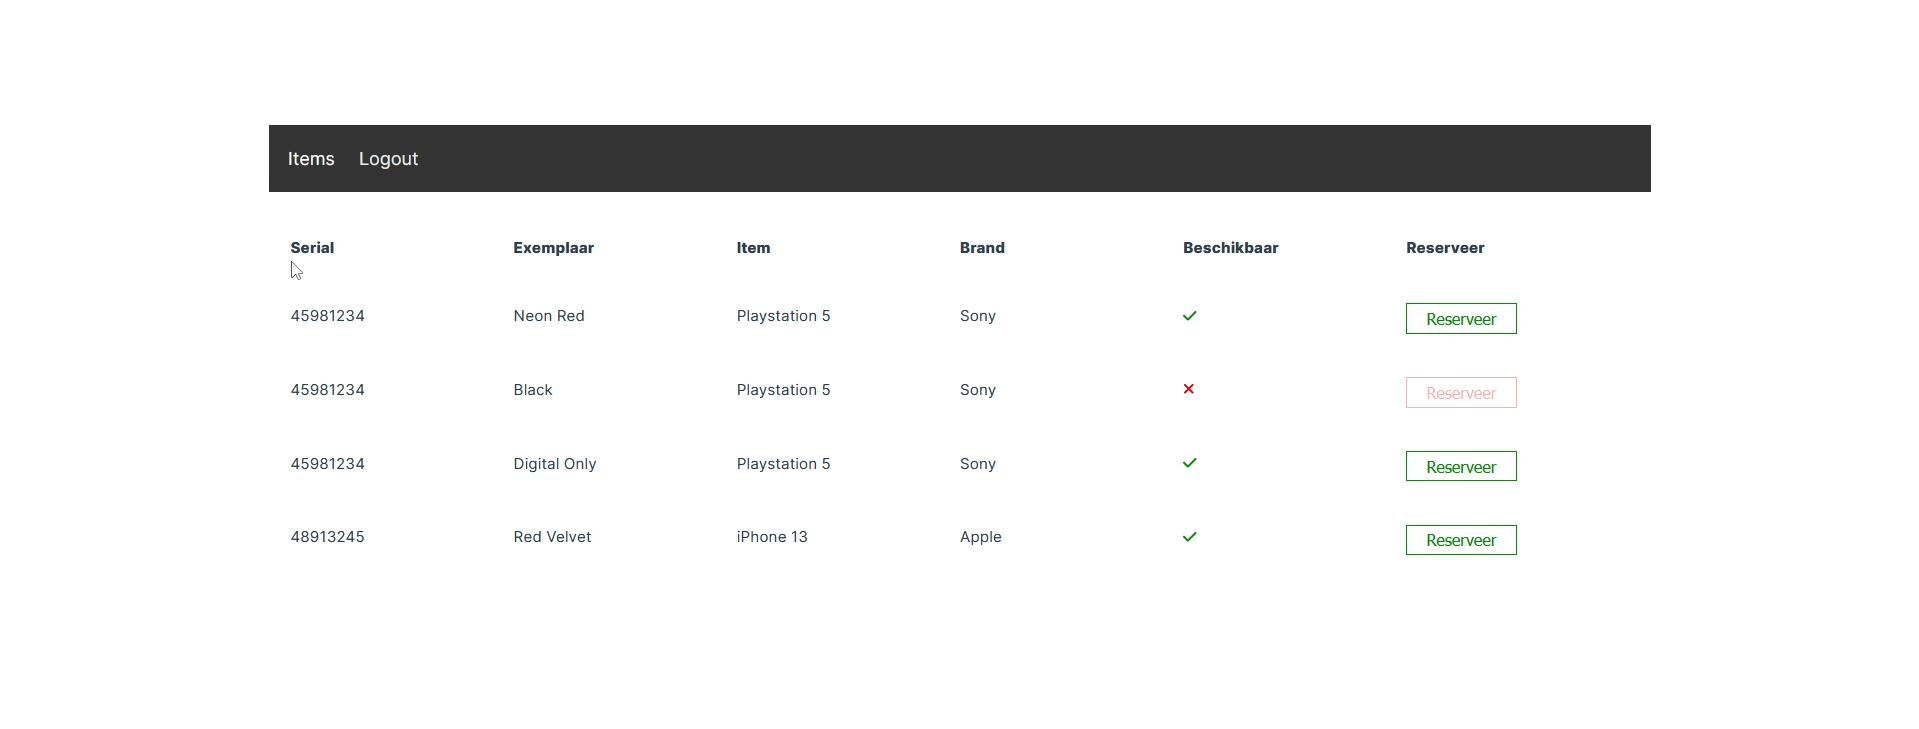 Items Logout
Serial Exemplaar Item Brand Beschikbaar Reserveer
45981234 Neon Red Playstation 5 Sony Reserveer
45981234 Black Playstation 5 Sony Reserveer
45981234 Digital Only Playstation 5 Sony Reserveer
48913245 Red Velvet iPhone 13 Apple Reserveer